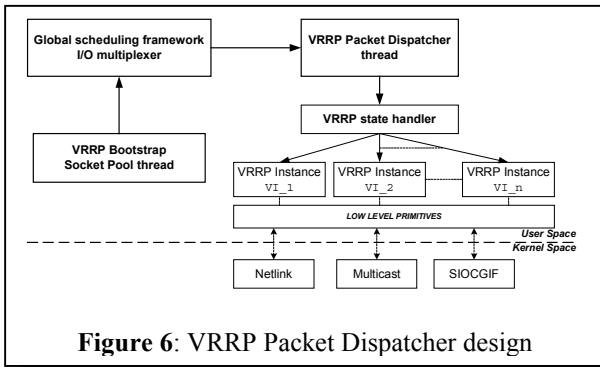 Global scheduling framework
I/O multiplexer
VRRP Packet Dispatcher
thread
VRRP state handler
VRRP Bootstrap
Socket Pool thread
VRRP Instance
VI_1
VRRP Instance
VI_2
VRRP Instance
VI_n
LOW LEVEL PRIMITIVES
User Space
Kernel Space
Netlink
Multicast
SIOCGIF
Figure 6: VRRP Packet Dispatcher design